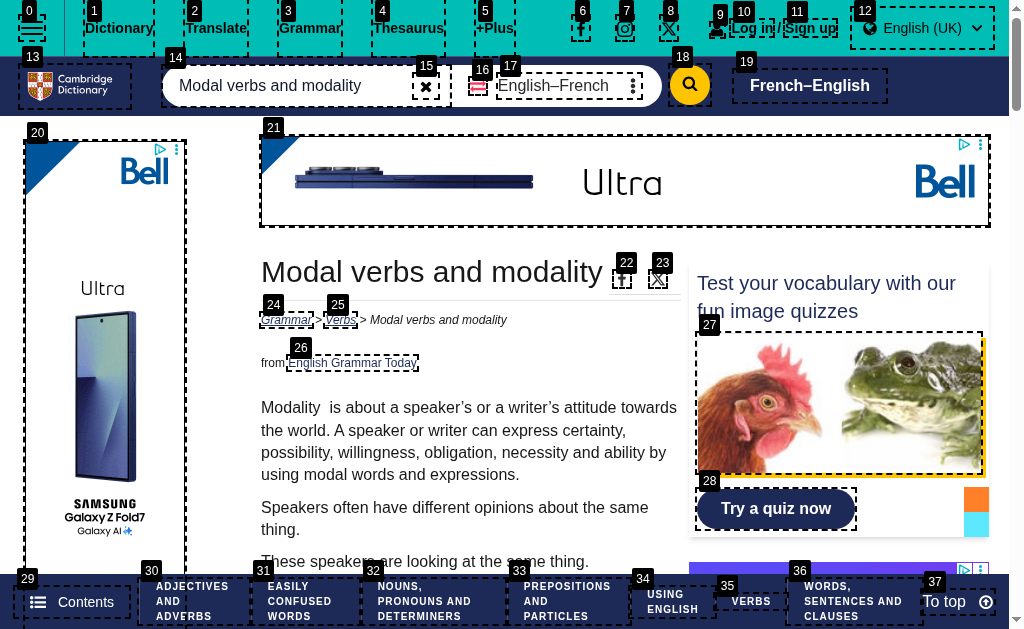 0 1 2 3 4 5 6 7 8 9 10 11 12
Dictionary Translate Grammar Thesaurus +Plus Log in / Sign up English (UK)
13 14 15 16 17 18 19
Cambridge
Dictionary
Modal verbs and modality
English–French
French–English
20 21
Bell
Ultra
Bell
Ultra
SAMSUNG
Galaxy Z Fold7
Galaxy AI
22 23
Modal verbs and modality
24 25
Grammar > Verbs > Modal verbs and modality
26
from English Grammar Today
Modality is about a speaker’s or a writer’s attitude towards
the world. A speaker or writer can express certainty,
possibility, willingness, obligation, necessity and ability by
using modal words and expressions.
Speakers often have different opinions about the same
thing.
These speakers are looking at the same thing.
Test your vocabulary with our
fun image quizzes
27
28
Try a quiz now
29 30 31 32 33 34 35 36 37
Contents
ADJECTIVES
AND
ADVERBS
EASILY
CONFUSED
WORDS
NOUNS,
PRONOUNS AND
DETERMINERS
PREPOSITIONS
AND
PARTICLES
USING
ENGLISH
VERBS
WORDS,
SENTENCES AND
CLAUSES
To top